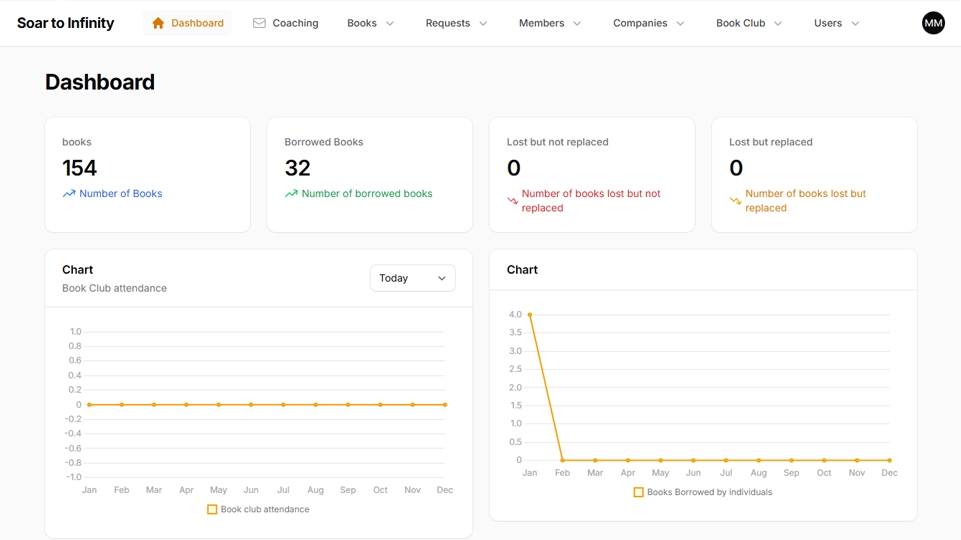 Soar to Infinity Dashboard Coaching Books Requests Members Companies Book Club Users MM
Dashboard
books
154
Number of Books
Borrowed Books
32
Number of borrowed books
Lost but not replaced
0
Number of books lost but not
replaced
Lost but replaced
0
Number of books lost but
replaced
Chart
Book Club attendance
Today
1.0
0.8
0.6
0.4
0.2
0
-0.2
-0.4
-0.6
-0.8
-1.0
Jan Feb Mar Apr May Jun Jul Aug Sep Oct Nov Dec
Book club attendance
Chart
4.0
3.5
3.0
2.5
2.0
1.5
1.0
0.5
0
Jan Feb Mar Apr May Jun Jul Aug Sep Oct Nov Dec
Books Borrowed by individuals